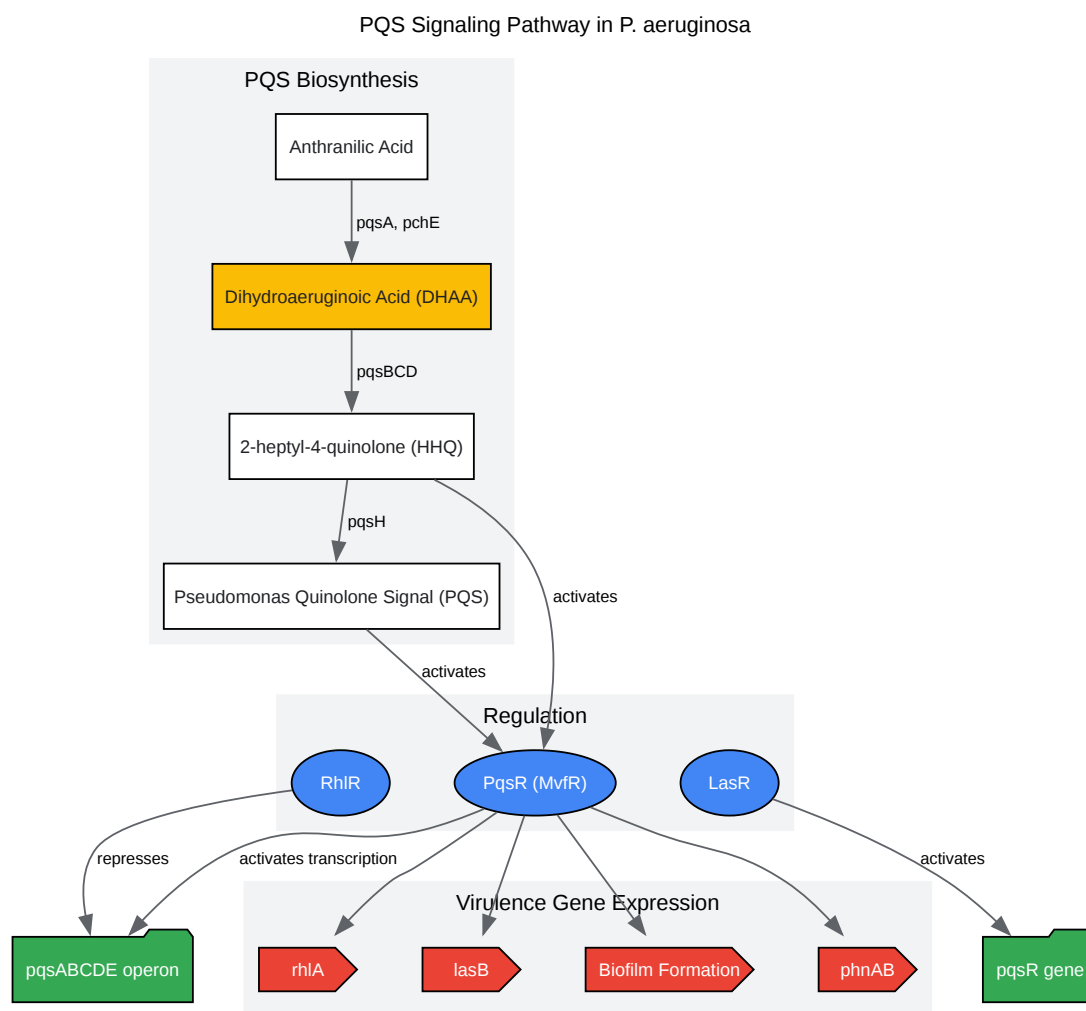 PQS Signaling Pathway in P. aeruginosa
PQS Biosynthesis
Anthranilic Acid
pqsA, pchE
Dihydroaeruginoic Acid (DHAA)
pqsBCD
2-heptyl-4-quinolone (HHQ)
pqsH
Pseudomonas Quinolone Signal (PQS)
activates
activates
Regulation
RhlR
PqsR (MvfR)
LasR
represses
activates transcription
activates
Virulence Gene Expression
pqsABCDE operon
rhlA
lasB
Biofilm Formation
phnAB
pqsR gene